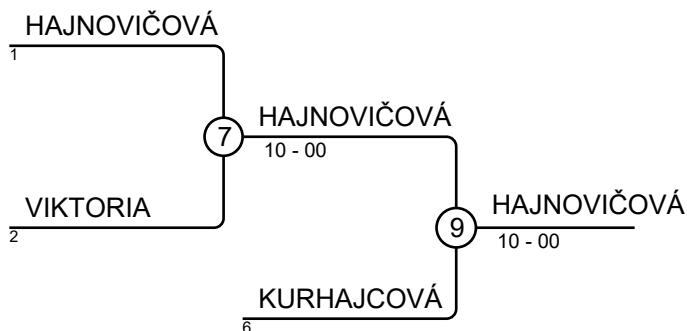 HAJNOVIČOVÁ
1
7
HAJNOVIČOVÁ
10 - 00
VIKTORIA
2
9
HAJNOVIČOVÁ
10 - 00
KURHAJCOVÁ
6